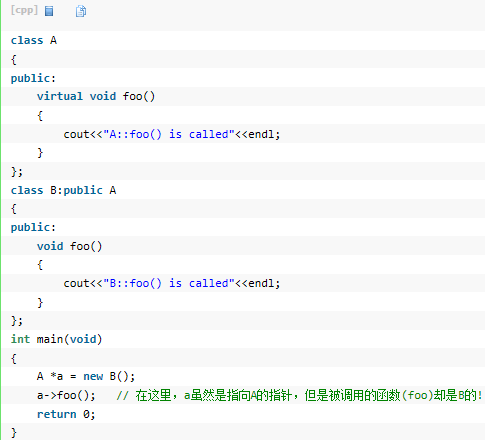 [cpp]
class A
{
public:
    virtual void foo()
    {
        cout<<"A::foo() is called"<<endl;
    }
};
class B:public A
{
public:
    void foo()
    {
        cout<<"B::foo() is called"<<endl;
    }
};
int main(void)
{
    A *a = new B();
    a->foo();   // 在这里，a虽然是指向A的指针，但是被调用的函数(foo)却是B的!
    return 0;
}